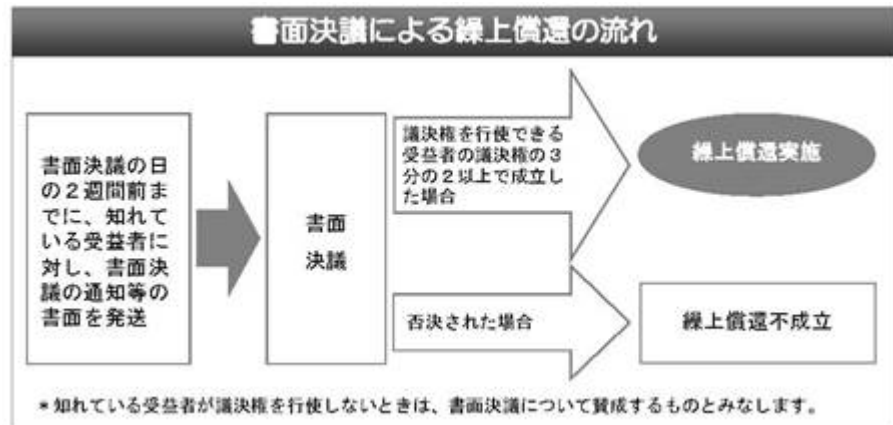 書面決議による繰上償還の流れ
書面決議の日
の２週間前ま
でに、知れて
いる受益者に
対し、書面決
議の通知等の
書面を発送
書面
決議
議決権を行使できる
受益者の議決権の３
分の２以上で成立し
た場合
繰上償還実施
否決された場合
繰上償還不成立
＊知れている受益者が議決権を行使しないときは、書面決議について賛成するものとみなします。